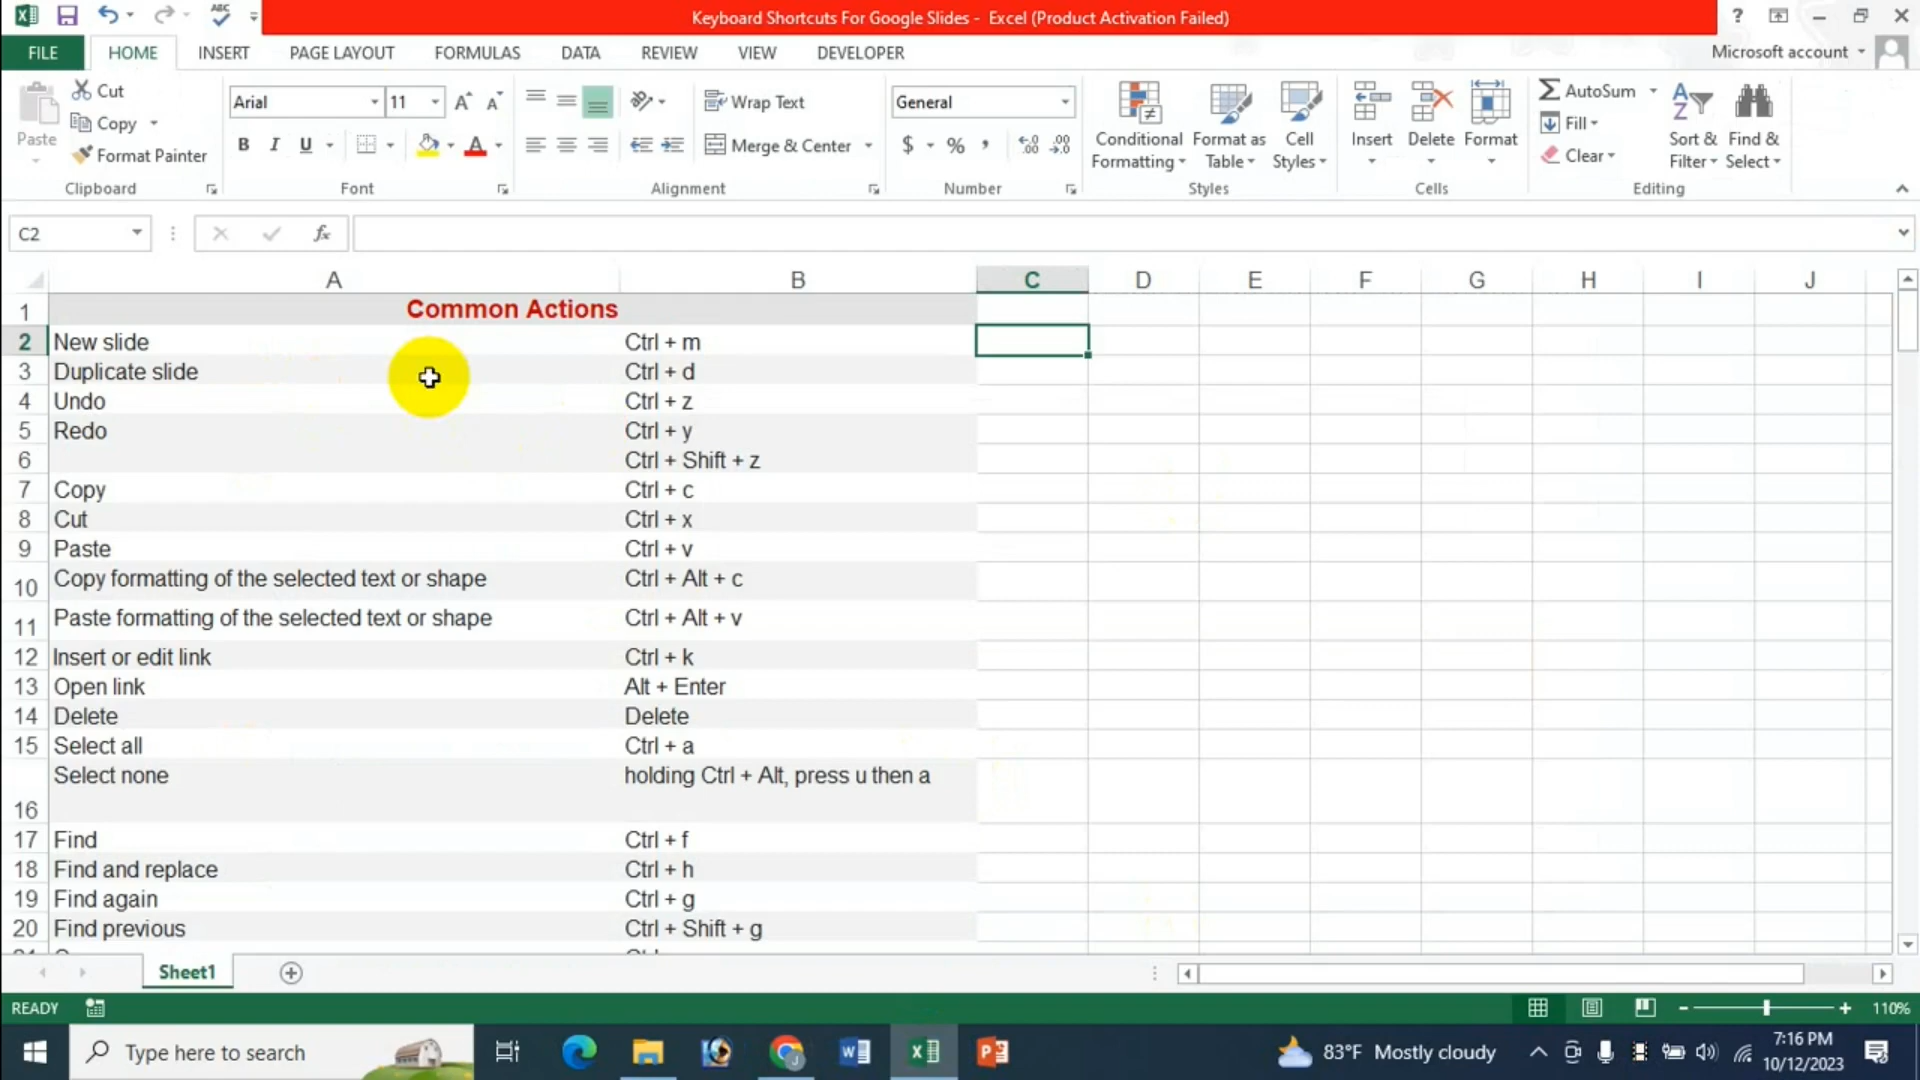 Keyboard Shortcuts For Google Slides - Excel (Product Activation Failed)
FILE HOME INSERT PAGE LAYOUT FORMULAS DATA REVIEW VIEW DEVELOPER Microsoft account
Paste
Cut
Copy
Format Painter
Clipboard
Arial 11
B I U A
Font
Wrap Text
Merge & Center
Alignment
General
$ % ,
Number
Conditional Formatting
Format as Table
Cell Styles
Styles
Insert Delete Format
Cells
AutoSum
Fill
Clear
Sort & Filter
Find & Select
Editing
C2 fx
A B C D E F G H I J
1 Common Actions
2 New slide Ctrl + m
3 Duplicate slide Ctrl + d
4 Undo Ctrl + z
5 Redo Ctrl + y
6 Ctrl + Shift + z
7 Copy Ctrl + c
8 Cut Ctrl + x
9 Paste Ctrl + v
10 Copy formatting of the selected text or shape Ctrl + Alt + c
11 Paste formatting of the selected text or shape Ctrl + Alt + v
12 Insert or edit link Ctrl + k
13 Open link Alt + Enter
14 Delete Delete
15 Select all Ctrl + a
16 Select none holding Ctrl + Alt, press u then a
17 Find Ctrl + f
18 Find and replace Ctrl + h
19 Find again Ctrl + g
20 Find previous Ctrl + Shift + g
Sheet1
READY 110%
Type here to search 83°F Mostly cloudy 7:16 PM
10/12/2023